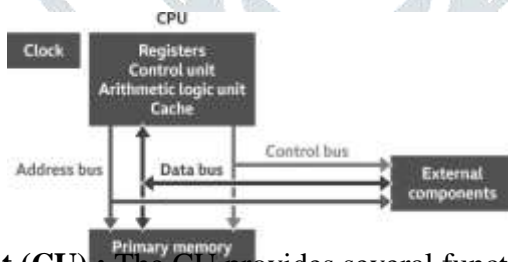 CPU
Clock
Registers
Control unit
Arithmetic logic unit
Cache
Control bus
Address bus
Data bus
External
components
Primary memory
t (CU) : The CU provides several funct